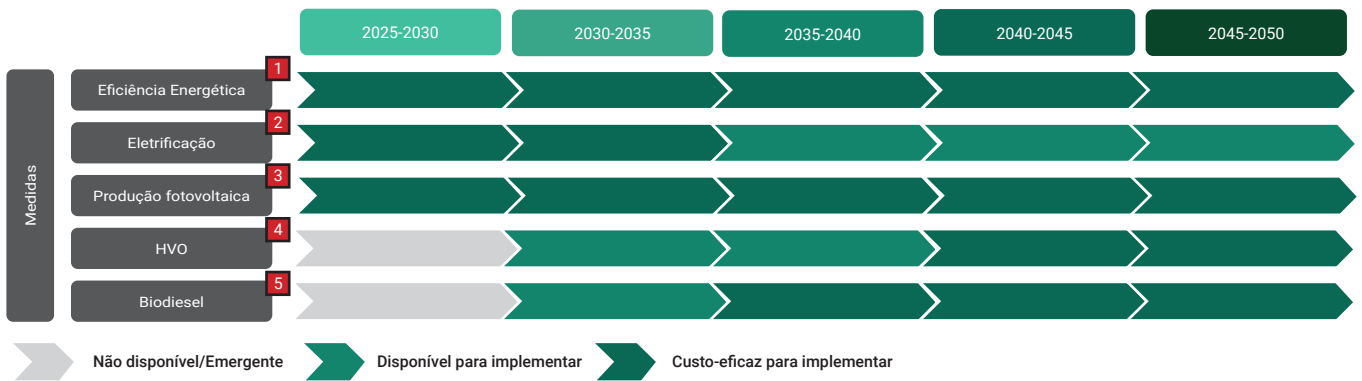 2025-2030
2030-2035
2035-2040
2040-2045
2045-2050
Medidas
1
Eficiência Energética
2
Eletrificação
3
Produção fotovoltaica
4
HVO
5
Biodiesel
Não disponível/Emergente
Disponível para implementar
Custo-eficaz para implementar